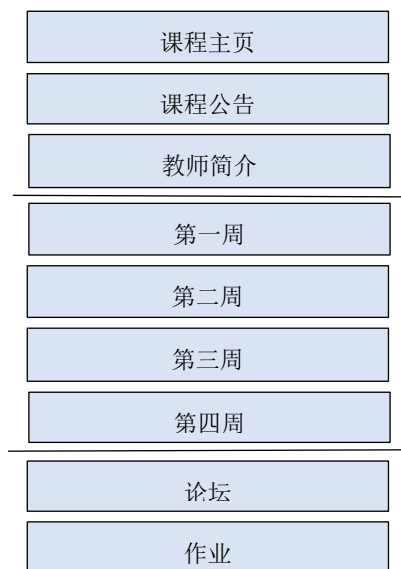 课程主页
课程公告
教师简介
第一周
第二周
第三周
第四周
论坛
作业